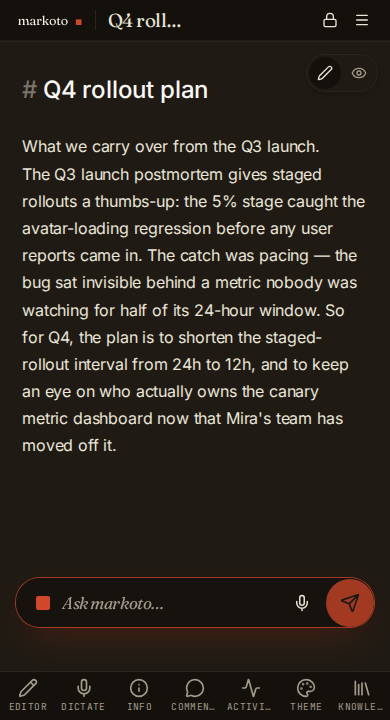 markoto
Q4 roll...
# Q4 rollout plan
What we carry over from the Q3 launch.
The Q3 launch postmortem gives staged
rollouts a thumbs-up: the 5% stage caught the
avatar-loading regression before any user
reports came in. The catch was pacing — the
bug sat invisible behind a metric nobody was
watching for half of its 24-hour window. So
for Q4, the plan is to shorten the staged-
rollout interval from 24h to 12h, and to keep
an eye on who actually owns the canary
metric dashboard now that Mira's team has
moved off it.
Ask markoto...
EDITOR DICTATE INFO COMMEN… ACTIVI… THEME KNOWLE…